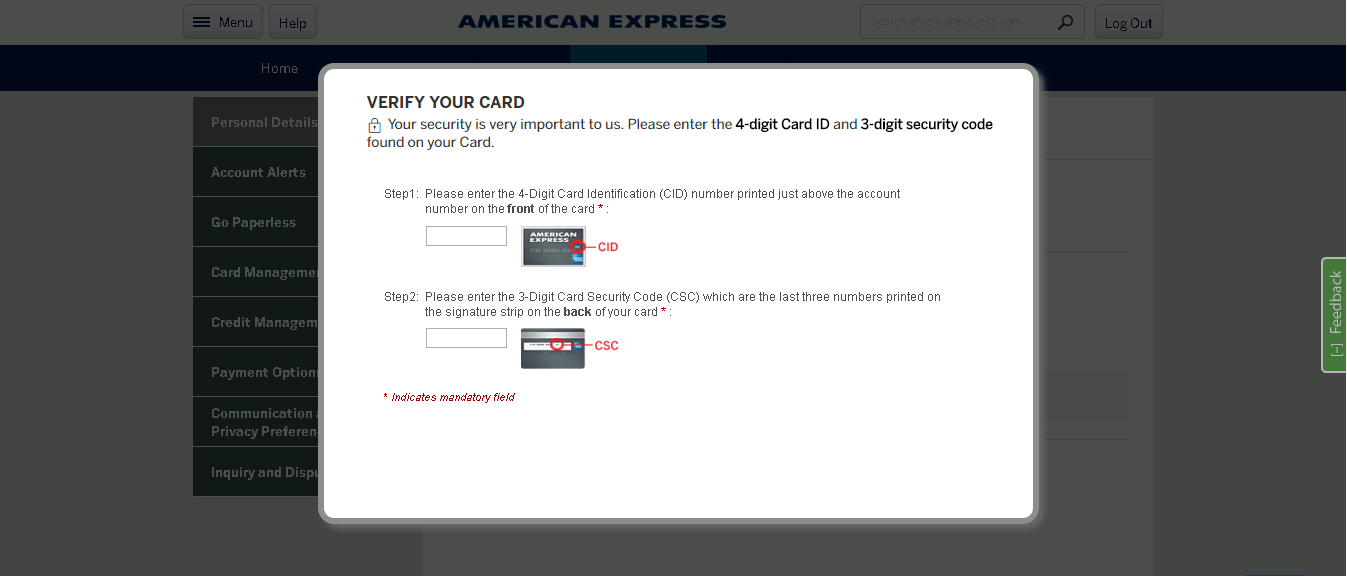 Menu
Help
AMERICAN EXPRESS
Search americanexpress.com
Log Out
Home
Personal Details
Account Alerts
Go Paperless
Card Manageme
Credit Managem
Payment Option
Communication
Privacy Preferen
Inquiry and Disp
VERIFY YOUR CARD
Your security is very important to us. Please enter the 4-digit Card ID and 3-digit security code
found on your Card.
Step1: Please enter the 4-Digit Card Identification (CID) number printed just above the account
number on the front of the card * :
AMERICAN
EXPRESS
CID
Step2: Please enter the 3-Digit Card Security Code (CSC) which are the last three numbers printed on
the signature strip on the back of your card * :
CSC
* Indicates mandatory field
[-] Feedback